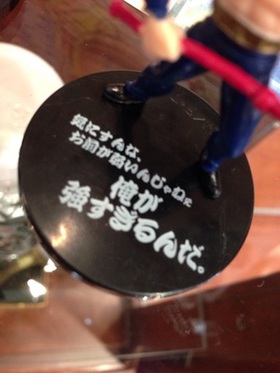 気にすんな、
お前が弱いんじゃねェ
俺が
強すぎるんだ。